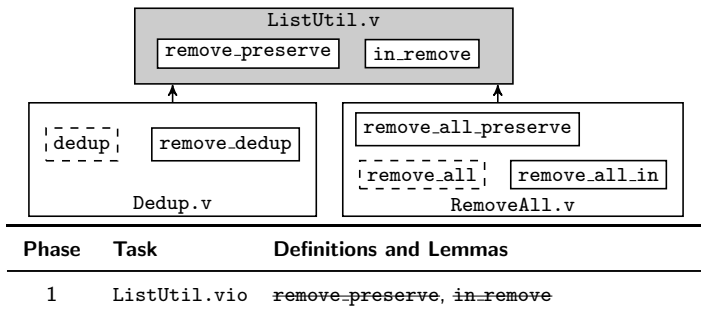 ListUtil.v
remove_preserve in_remove
remove_all_preserve
dedup remove_dedup
remove_all remove_all_in
Dedup.v RemoveAll.v
Phase Task Definitions and Lemmas
1 ListUtil.vio remove_preserve, in_remove